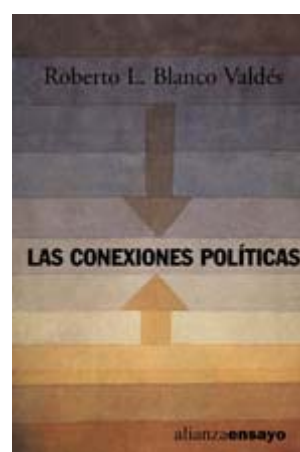 Roberto L. Blanco Valdés
LAS CONEXIONES POLÍTICAS
alianzaensayo